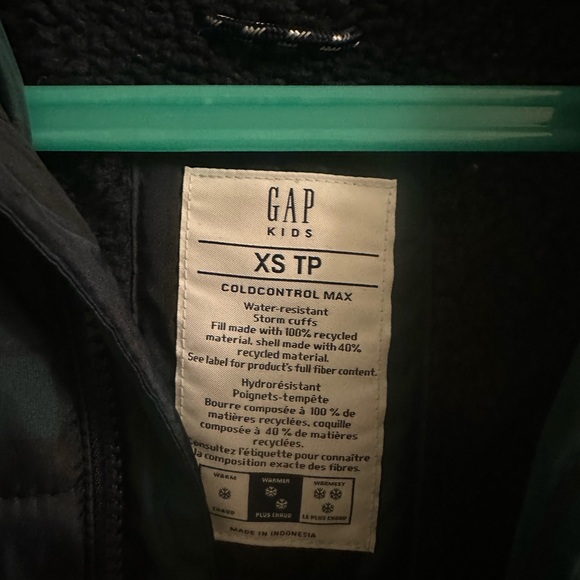 GAP
KIDS
XS TP
COLDCONTROL MAX
Water-resistant
Storm cuffs
Fill made with 100% recycled
material, shell made with 40%
recycled material.
See label for product's full fiber content.
Hydrorésistant
Poignets-tempête
Bourre composée à 100 % de
matières recyclées, coquille
composée à 40 % de matières
recyclées.
Consultez l'étiquette pour connaître
la composition exacte des fibres.
WARM WARMER WARMEST
CHAUD PLUS CHAUD LE PLUS CHAUD
MADE IN INDONESIA